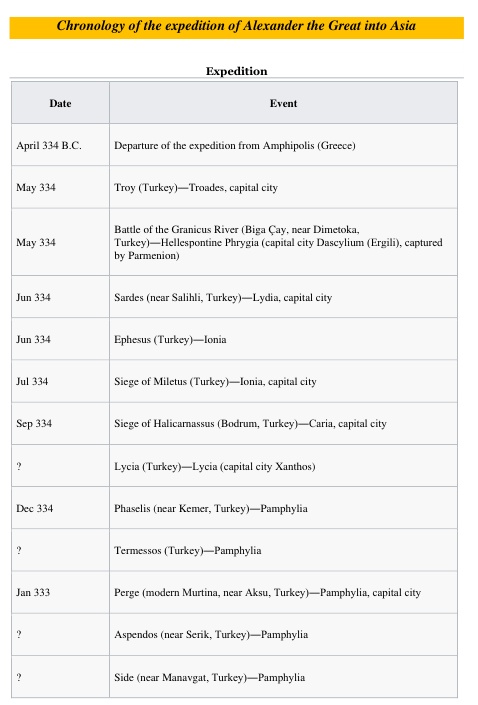 Chronology of the expedition of Alexander the Great into Asia
Expedition
Date Event
April 334 B.C. Departure of the expedition from Amphipolis (Greece)
May 334 Troy (Turkey)—Troades, capital city
Battle of the Granicus River (Biga Çay, near Dimetoka,
May 334 Turkey)—Hellespontine Phrygia (capital city Dascylium (Ergili), captured
by Parmenion)
Jun 334 Sardes (near Salihli, Turkey)—Lydia, capital city
Jun 334 Ephesus (Turkey)—Ionia
Jul 334 Siege of Miletus (Turkey)—Ionia, capital city
Sep 334 Siege of Halicarnassus (Bodrum, Turkey)—Caria, capital city
? Lycia (Turkey)—Lycia (capital city Xanthos)
Dec 334 Phaselis (near Kemer, Turkey)—Pamphylia
? Termessos (Turkey)—Pamphylia
Jan 333 Perge (modern Murtina, near Aksu, Turkey)—Pamphylia, capital city
? Aspendos (near Serik, Turkey)—Pamphylia
? Side (near Manavgat, Turkey)—Pamphylia